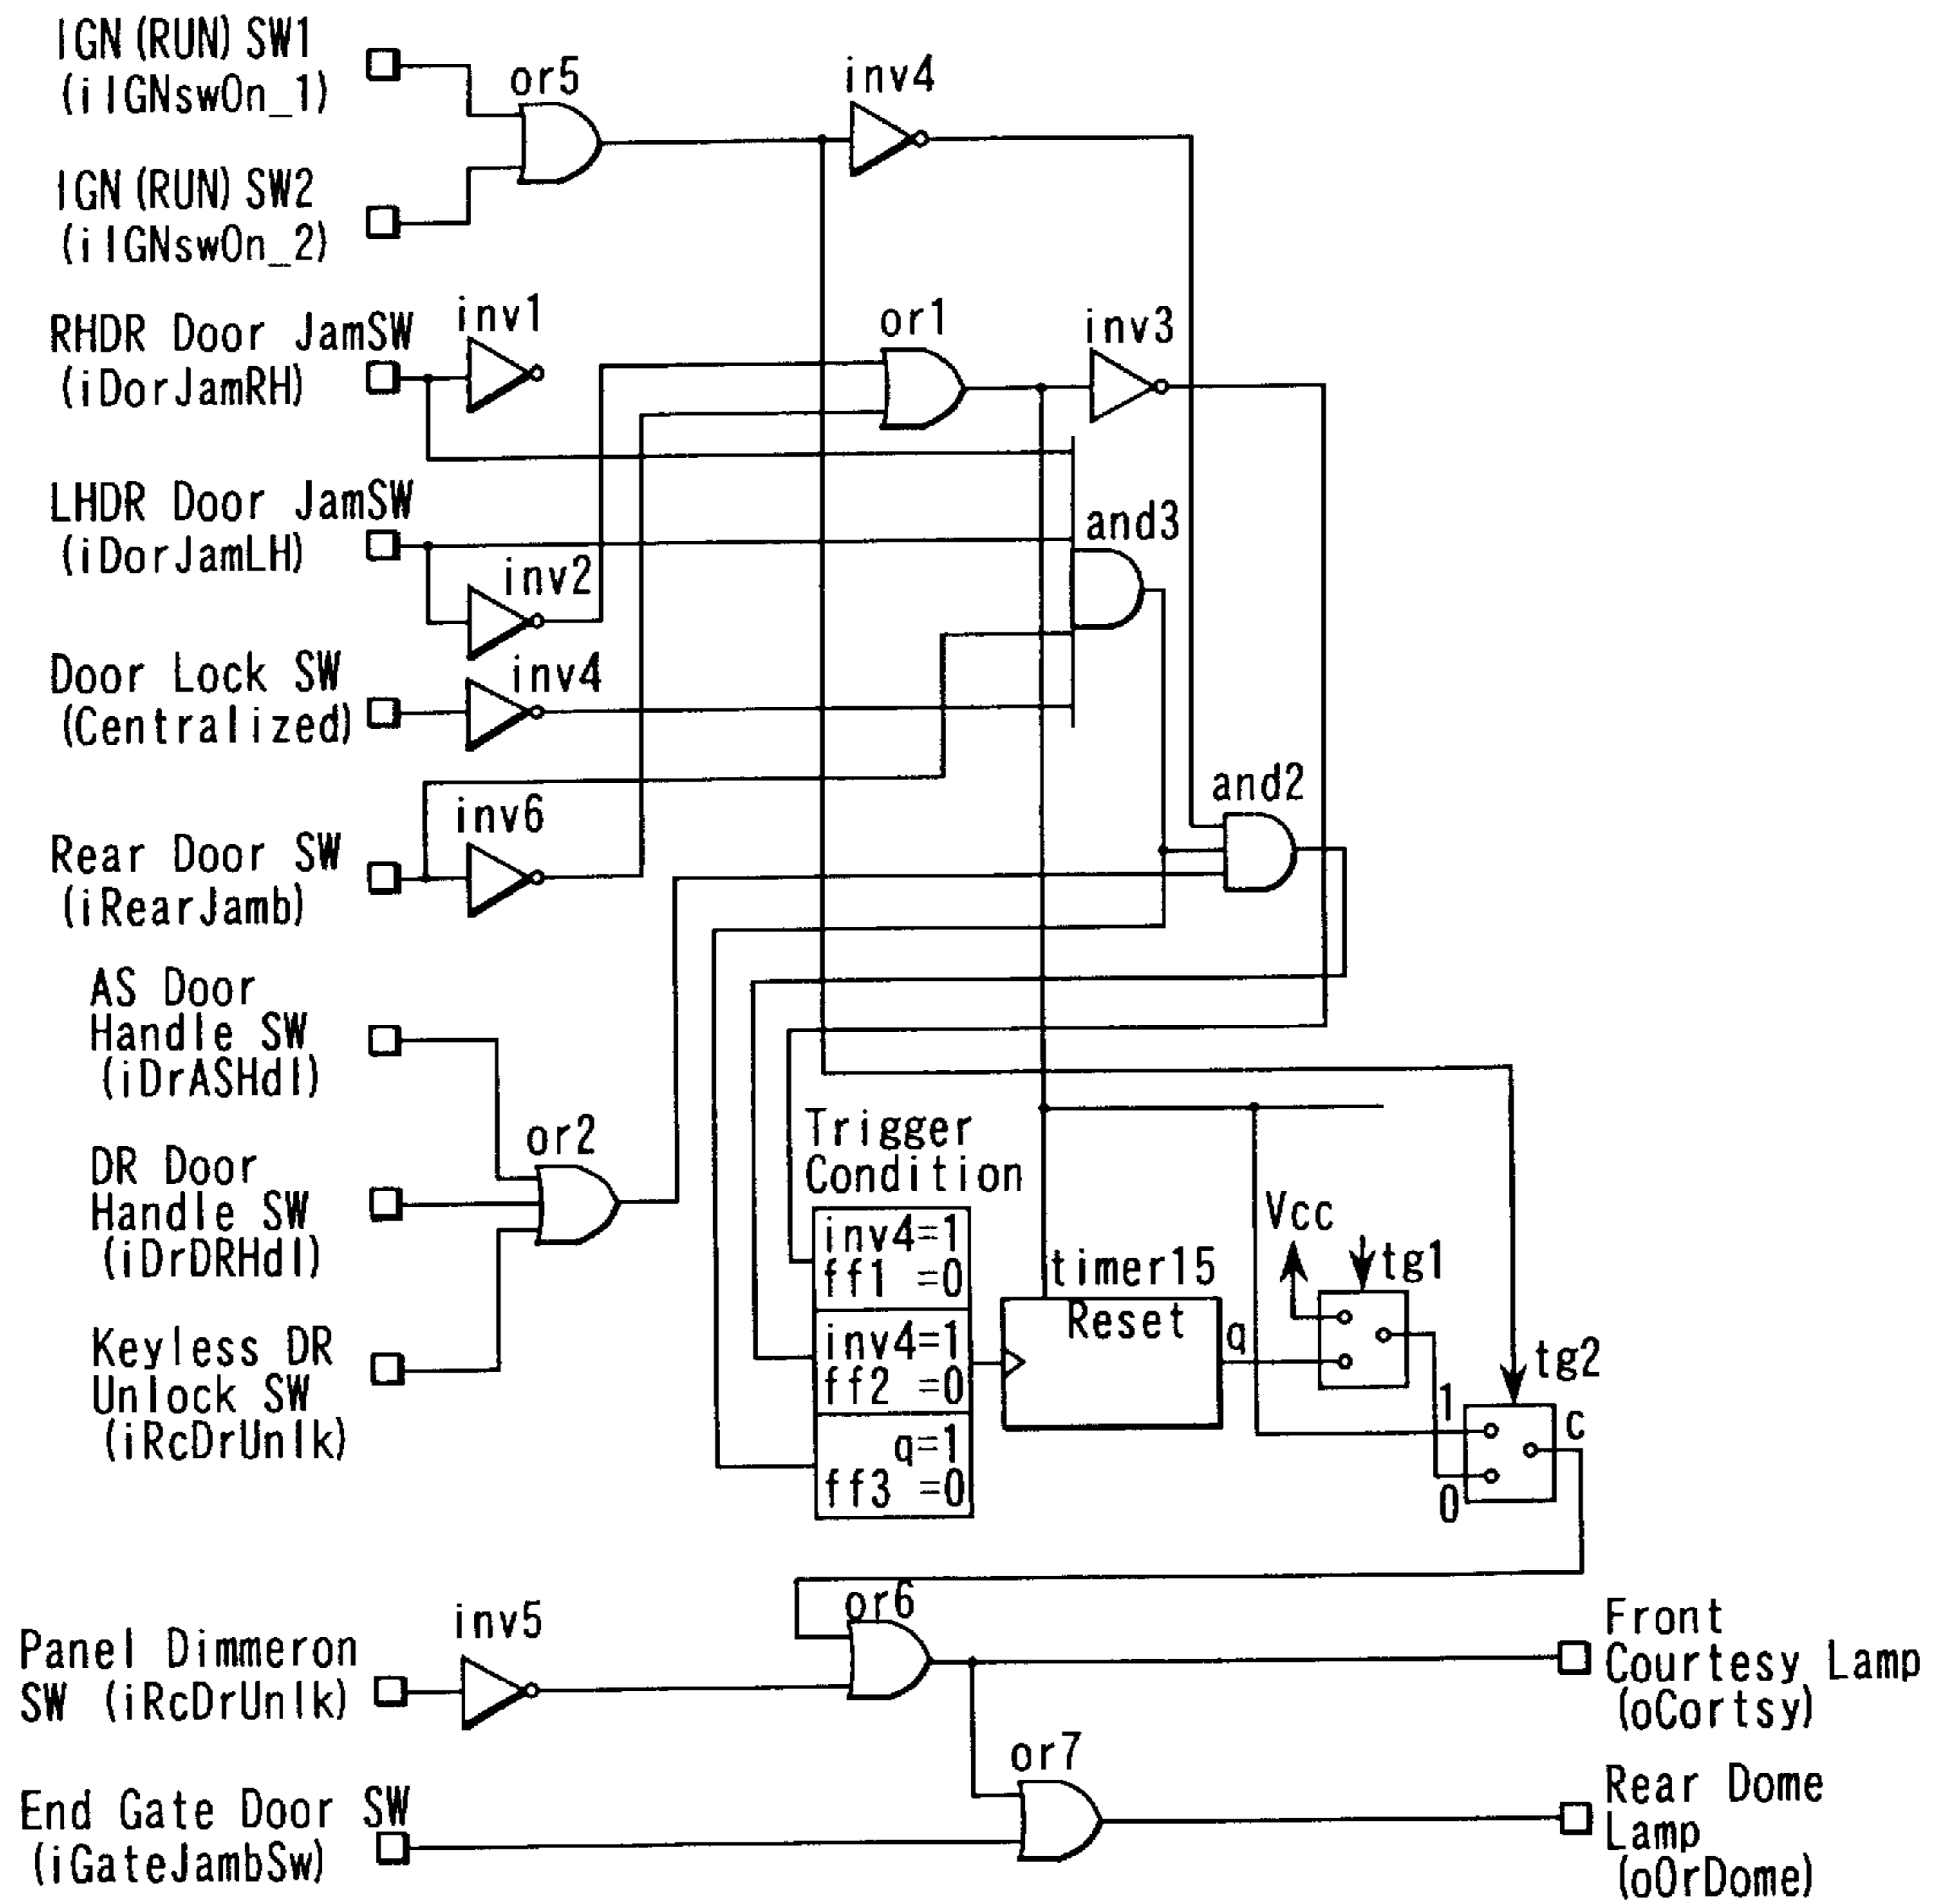 IGN (RUN) SW1
(iIGNswOn_1)
or5
inv4
IGN (RUN) SW2
(iIGNswOn_2)
RHDR Door JamSW
(iDorJamRH)
inv1
or1
inv3
LHDR Door JamSW
(iDorJamLH)
inv2
and3
Door Lock SW
(Centralized)
inv4
and2
Rear Door SW
(iRearJamb)
inv6
AS Door
Handle SW
(iDrASHdl)
DR Door
Handle SW
(iDrDRHdl)
or2
Keyless DR
Unlock SW
(iRcDrUnlk)
Trigger
Condition
inv4=1
ff1 =0
inv4=1
ff2 =0
q=1
ff3 =0
timer15
Reset
q
Vcc
tg1
tg2
1
c
0
Panel Dimmeron
SW (iRcDrUnlk)
inv5
or6
Front
Courtesy Lamp
(oCortsy)
End Gate Door SW
(iGateJambSw)
or7
Rear Dome
Lamp
(oOrDome)